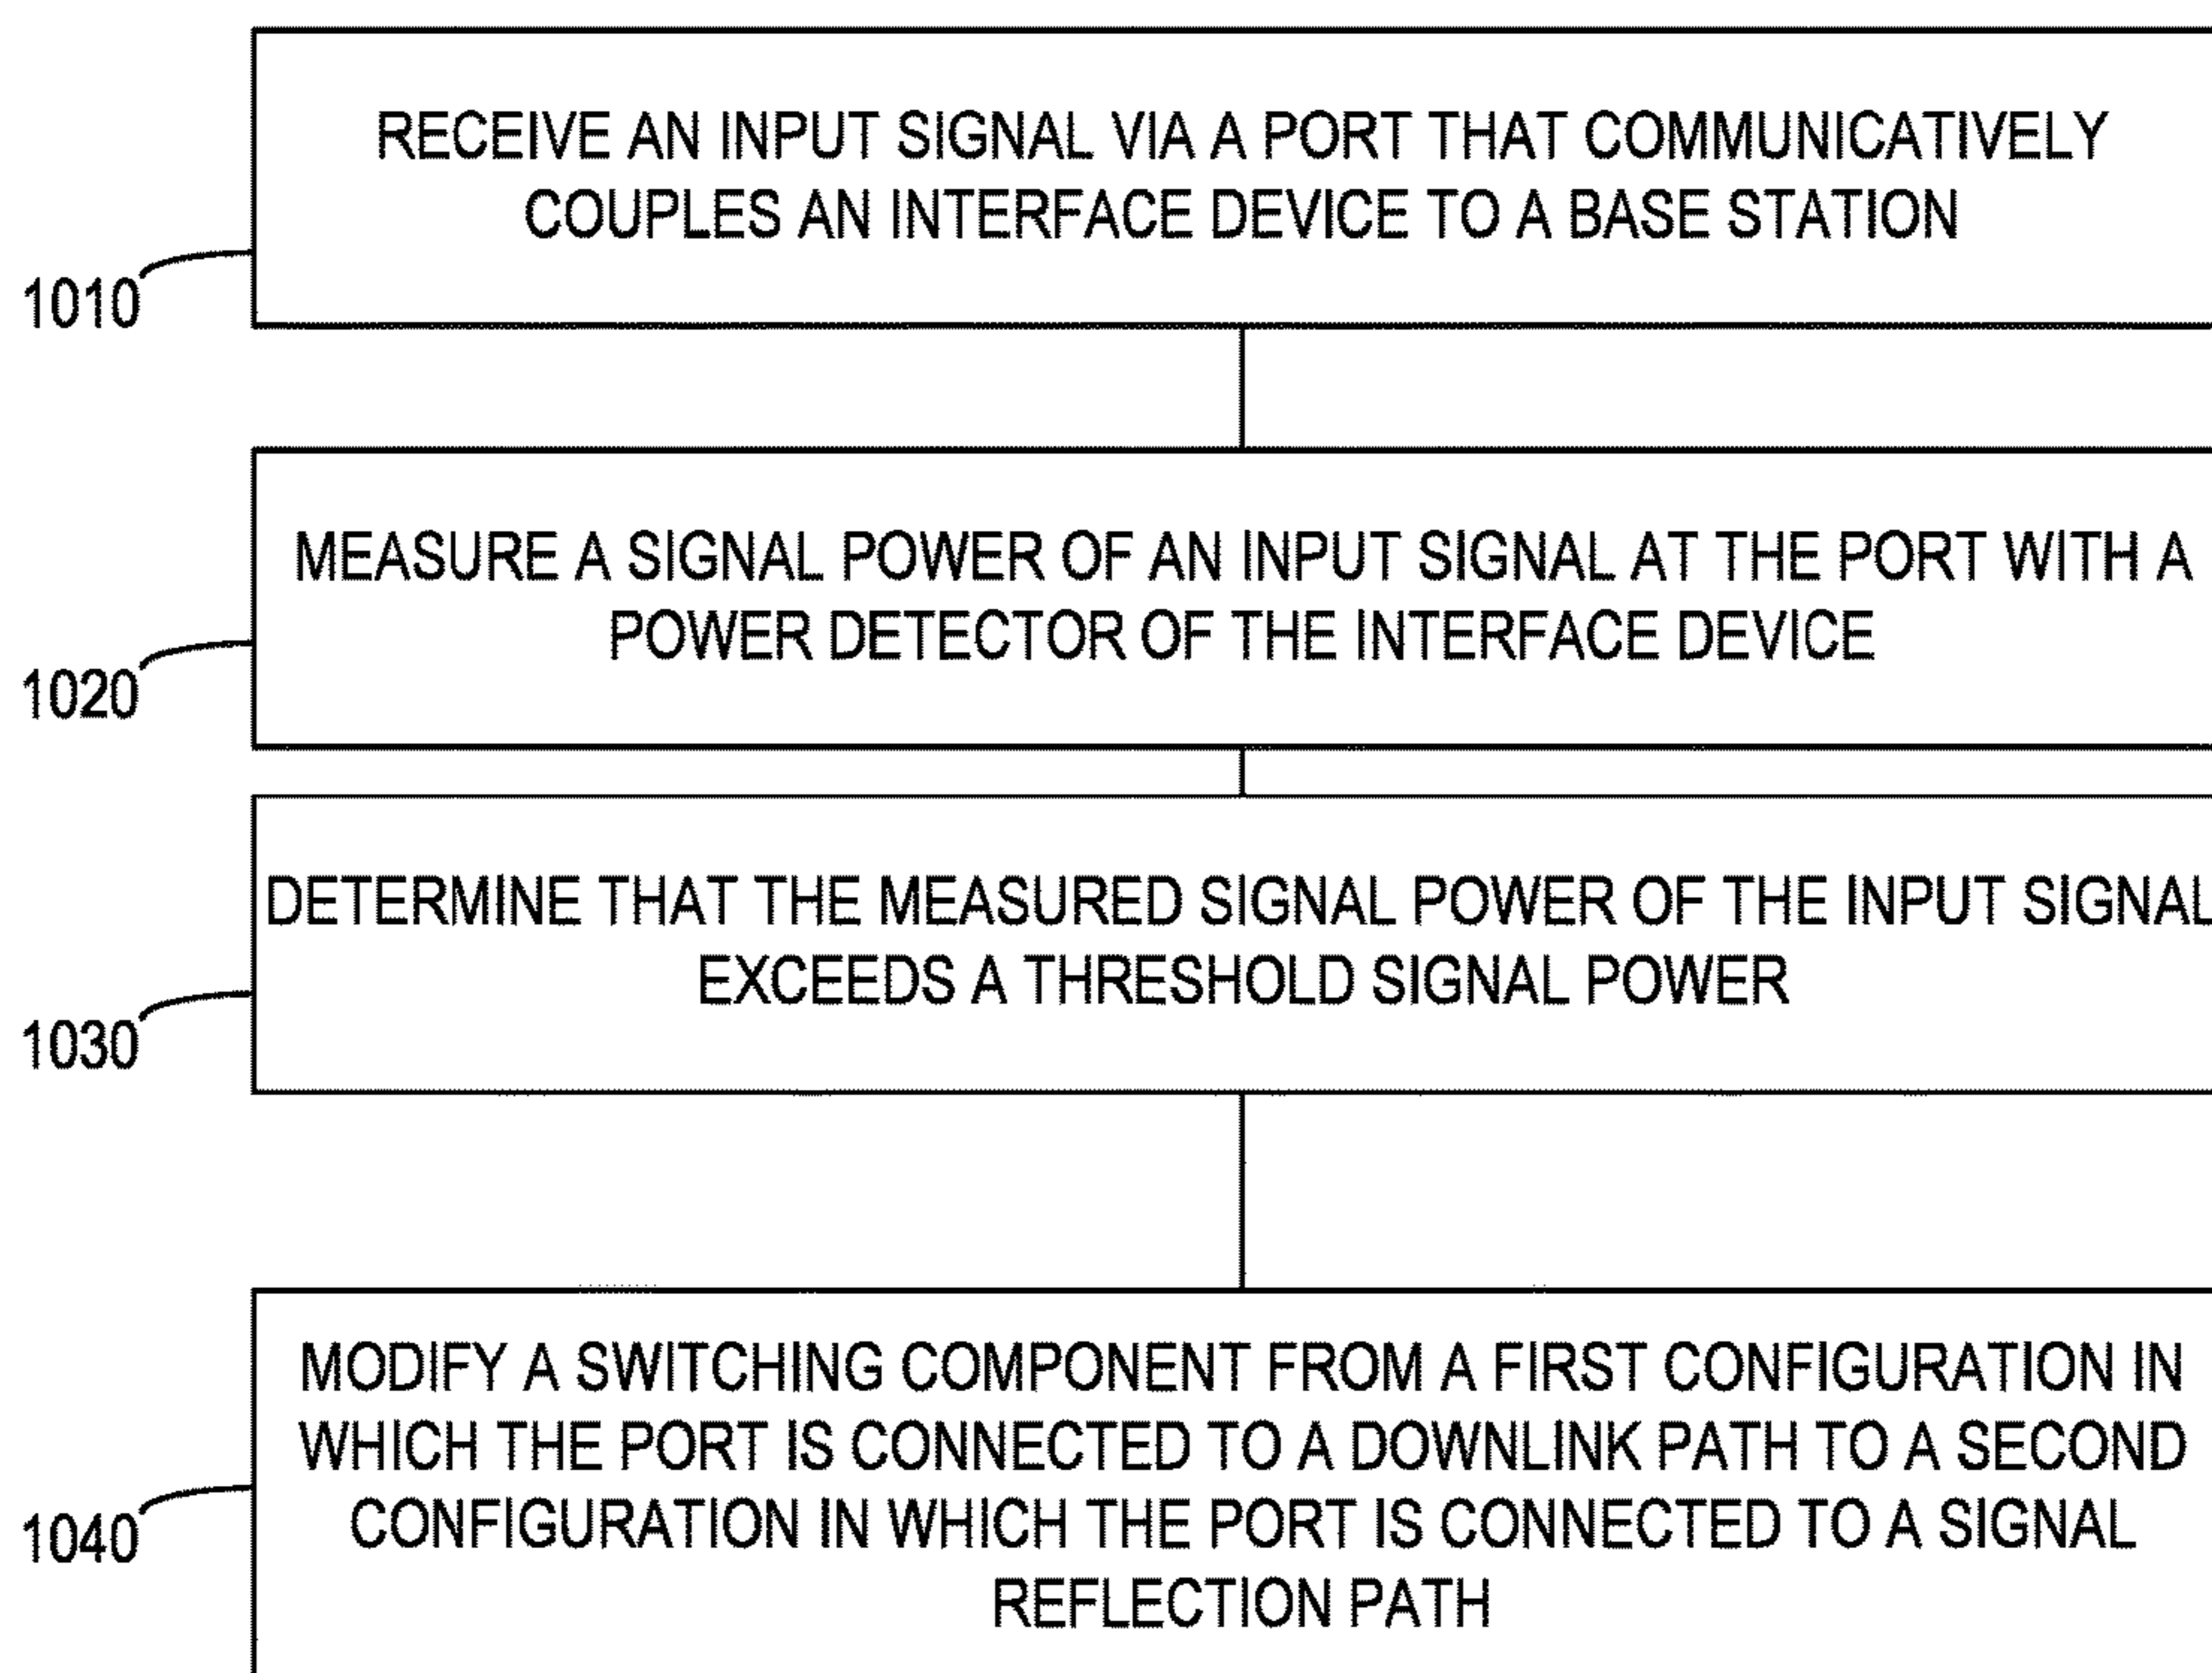 RECEIVE AN INPUT SIGNAL VIA A PORT THAT COMMUNICATIVELY
COUPLES AN INTERFACE DEVICE TO A BASE STATION
1010
MEASURE A SIGNAL POWER OF AN INPUT SIGNAL AT THE PORT WITH A
POWER DETECTOR OF THE INTERFACE DEVICE
1020
DETERMINE THAT THE MEASURED SIGNAL POWER OF THE INPUT SIGNAL
EXCEEDS A THRESHOLD SIGNAL POWER
1030
MODIFY A SWITCHING COMPONENT FROM A FIRST CONFIGURATION IN
WHICH THE PORT IS CONNECTED TO A DOWNLINK PATH TO A SECOND
CONFIGURATION IN WHICH THE PORT IS CONNECTED TO A SIGNAL
REFLECTION PATH
1040